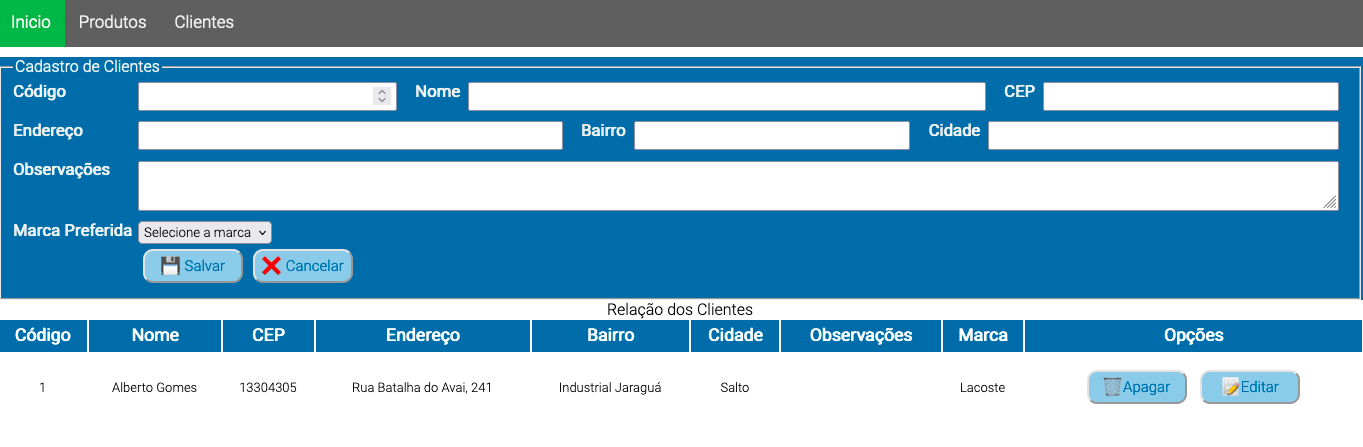 Inicio Produtos Clientes
Cadastro de Clientes
Código Nome CEP
Endereço Bairro Cidade
Observações
Marca Preferida Selecione a marca
Salvar Cancelar
Relação dos Clientes
Código Nome CEP Endereço Bairro Cidade Observações Marca Opções
1 Alberto Gomes 13304305 Rua Batalha do Avai, 241 Industrial Jaraguá Salto Lacoste Apagar Editar